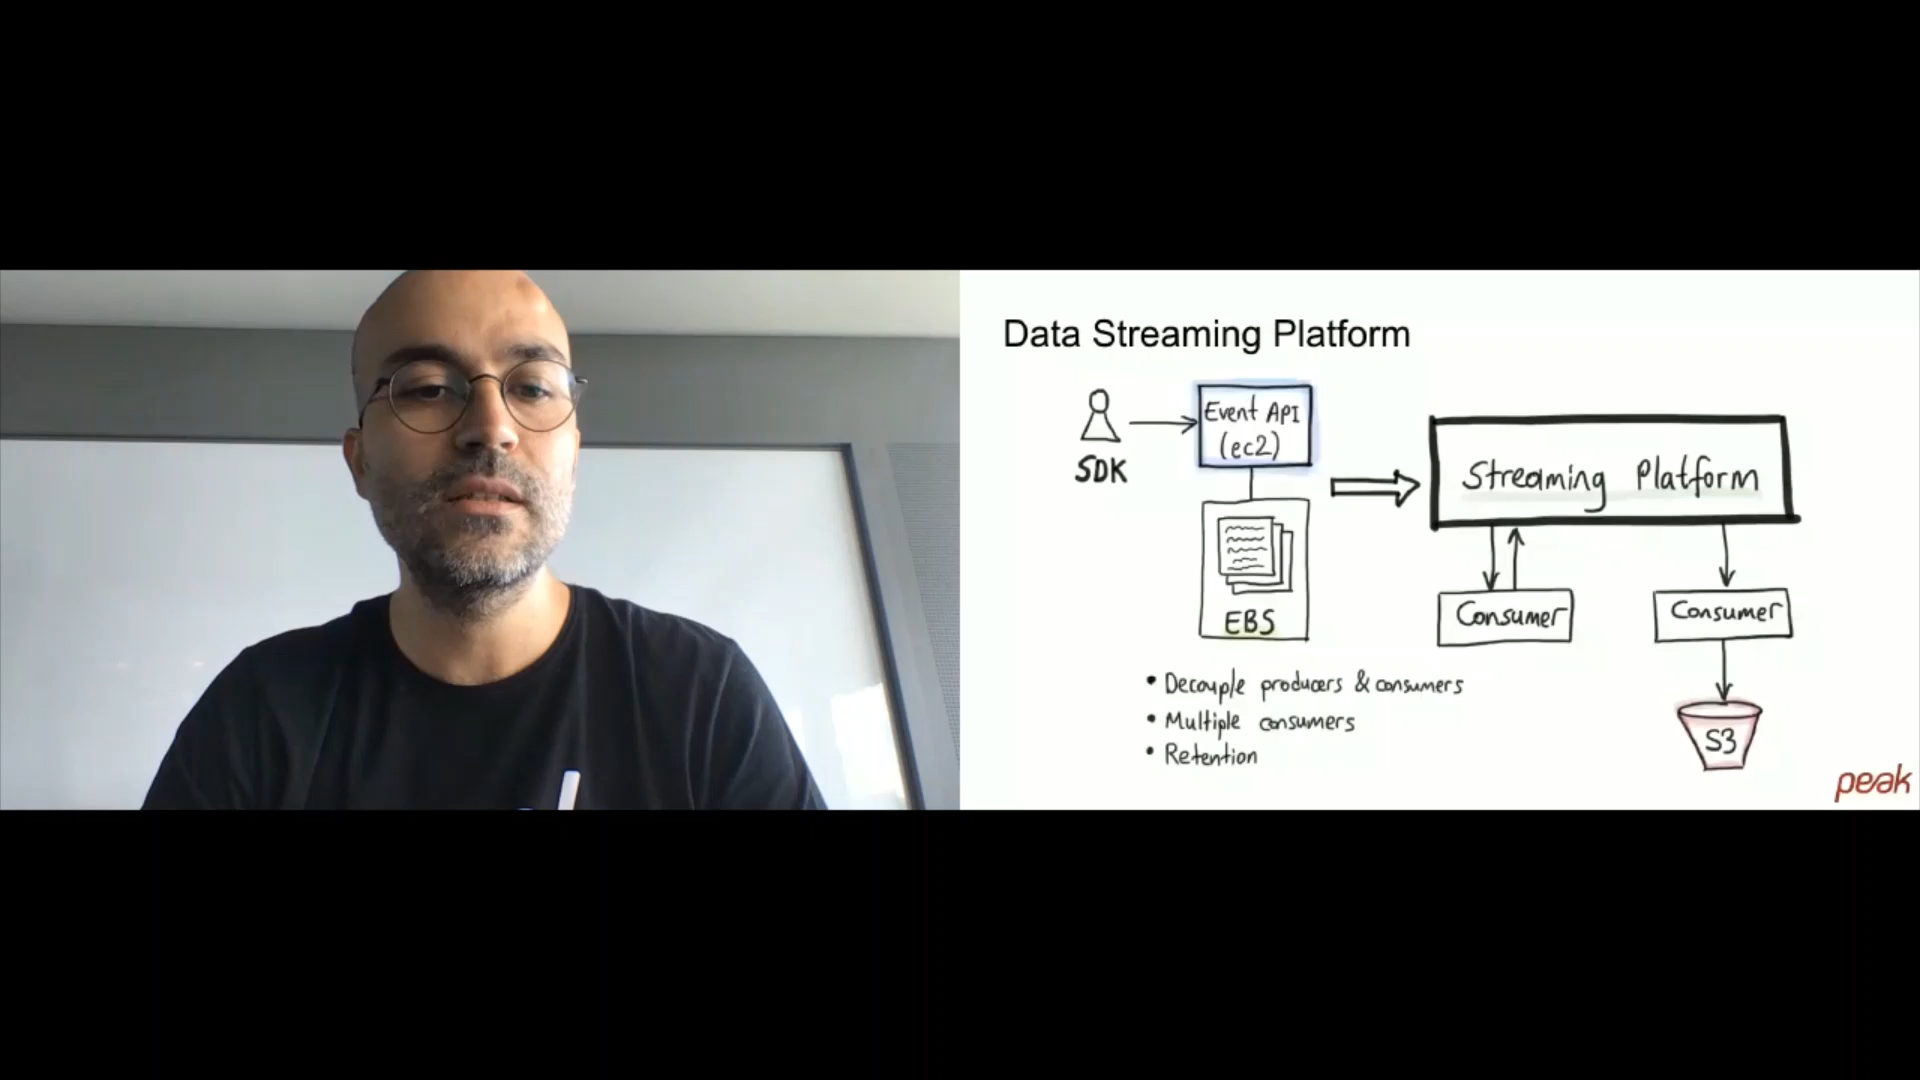 Data Streaming Platform
SDK
Event API
(ec2)
EBS
Streaming Platform
Consumer
Consumer
S3
• Decouple producers & consumers
• Multiple consumers
• Retention
peak